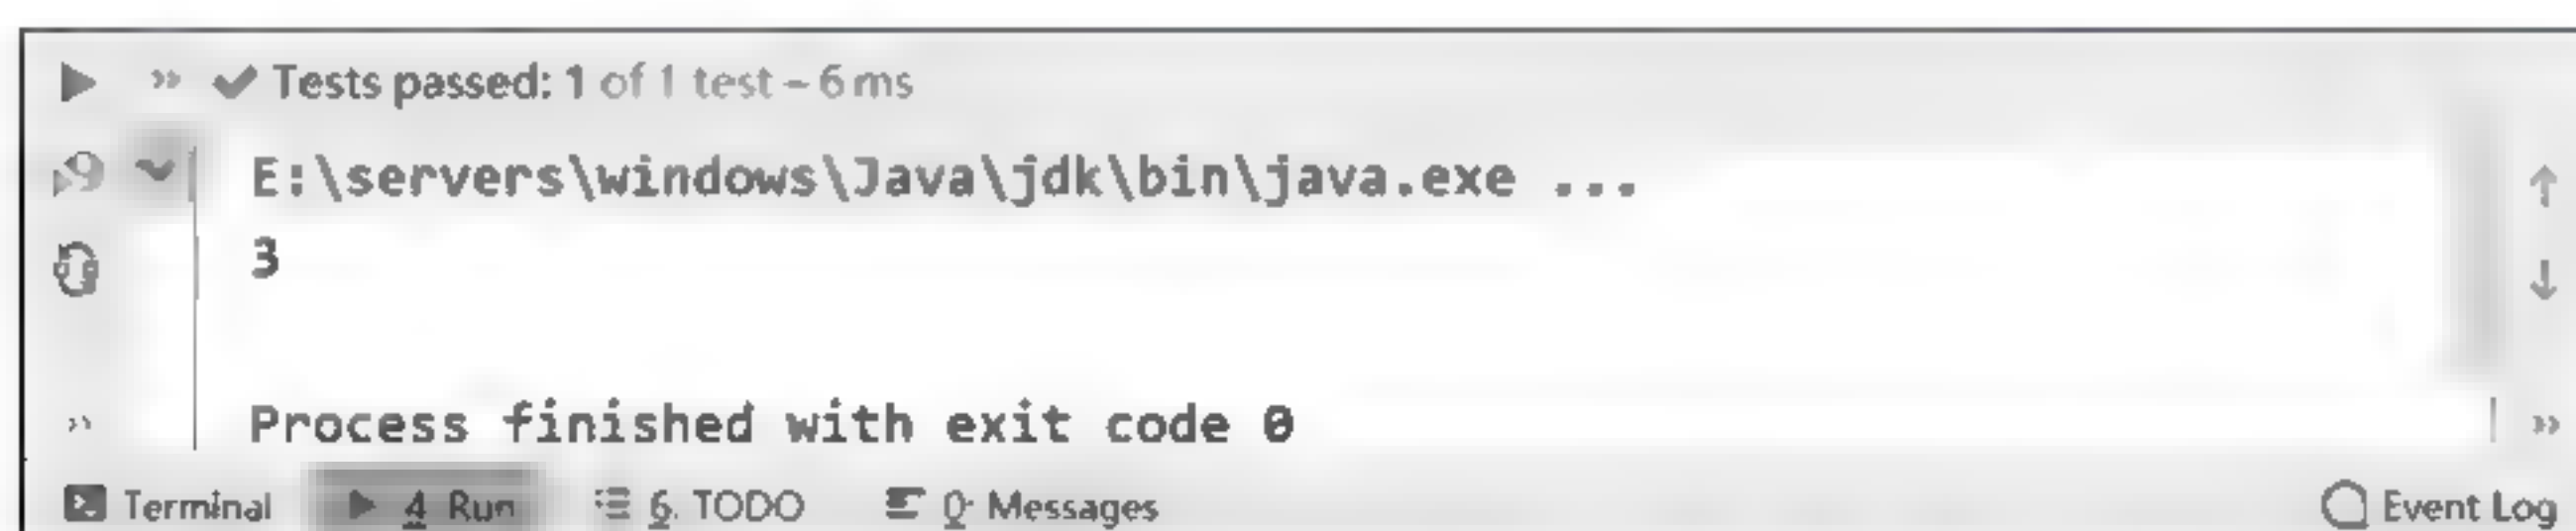 Tests passed: 1 of 1 test – 6 ms
E:\servers\windows\Java\jdk\bin\java.exe ...
3
Process finished with exit code 0
Terminal 4 Run 6. TODO 0: Messages Event Log